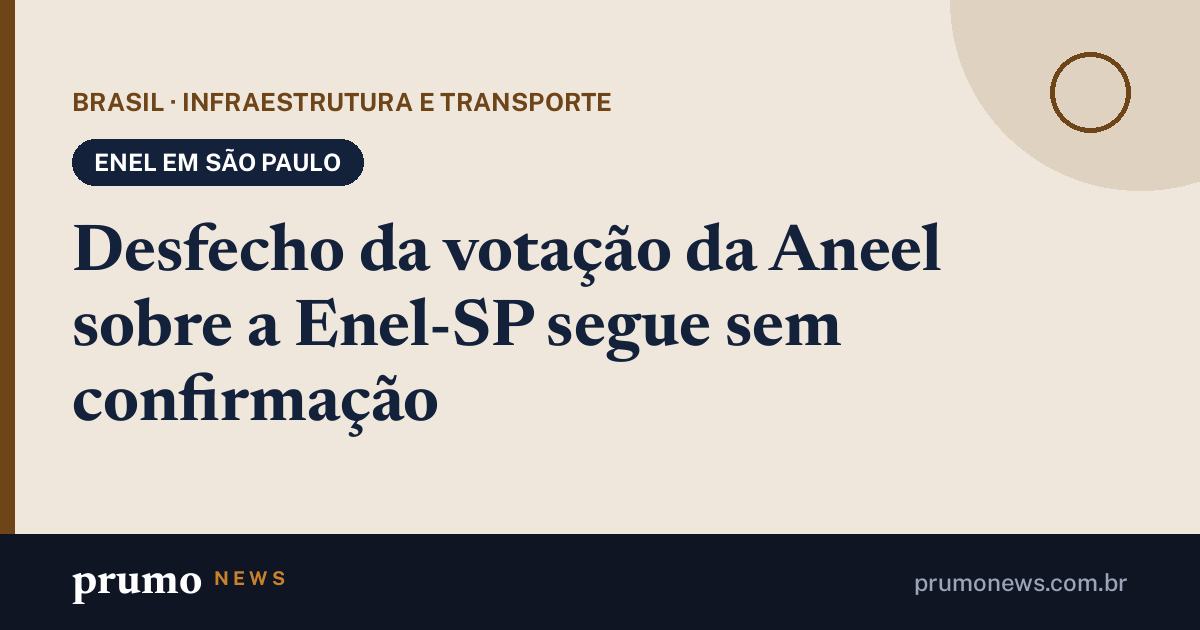 BRASIL · INFRAESTRUTURA E TRANSPORTE
ENEL EM SÃO PAULO
Desfecho da votação da Aneel
sobre a Enel-SP segue sem
confirmação
prumo NEWS
prumonews.com.br